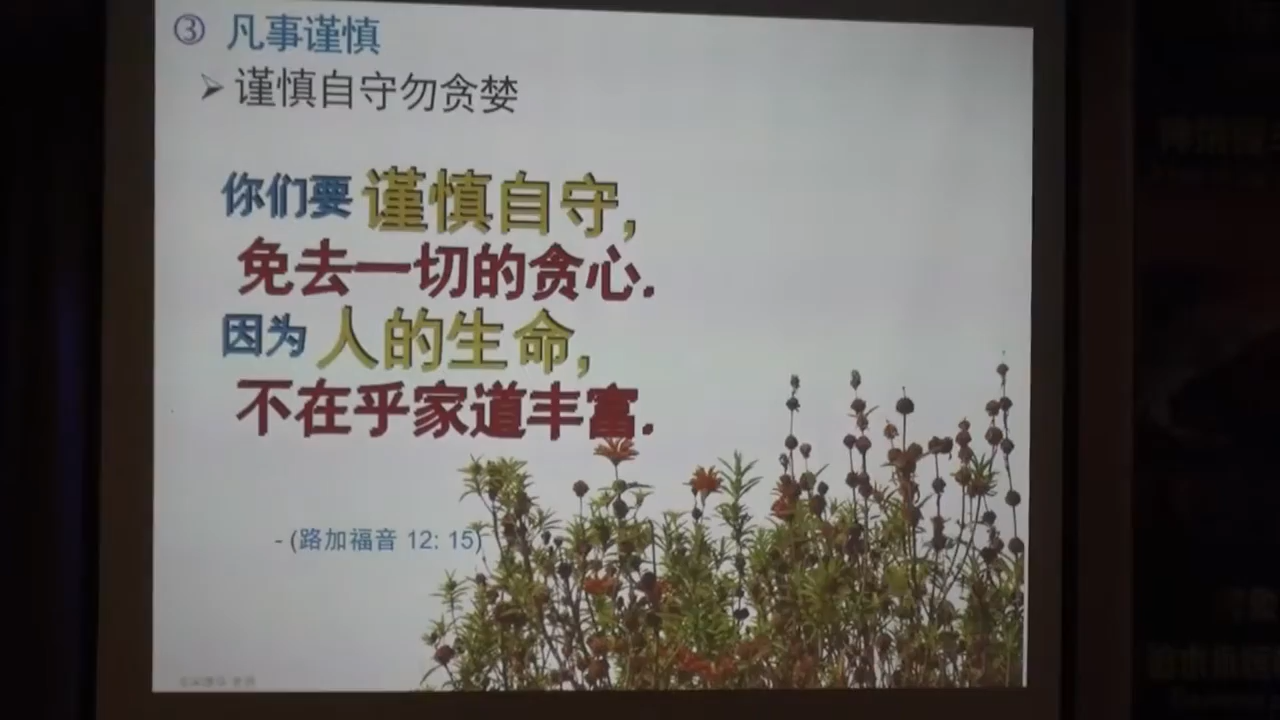 ③ 凡事谨慎
➢ 谨慎自守勿贪婪
你们要 谨慎自守,
免去一切的贪心.
因为 人的生命,
不在乎家道丰富.
- (路加福音 12: 15)